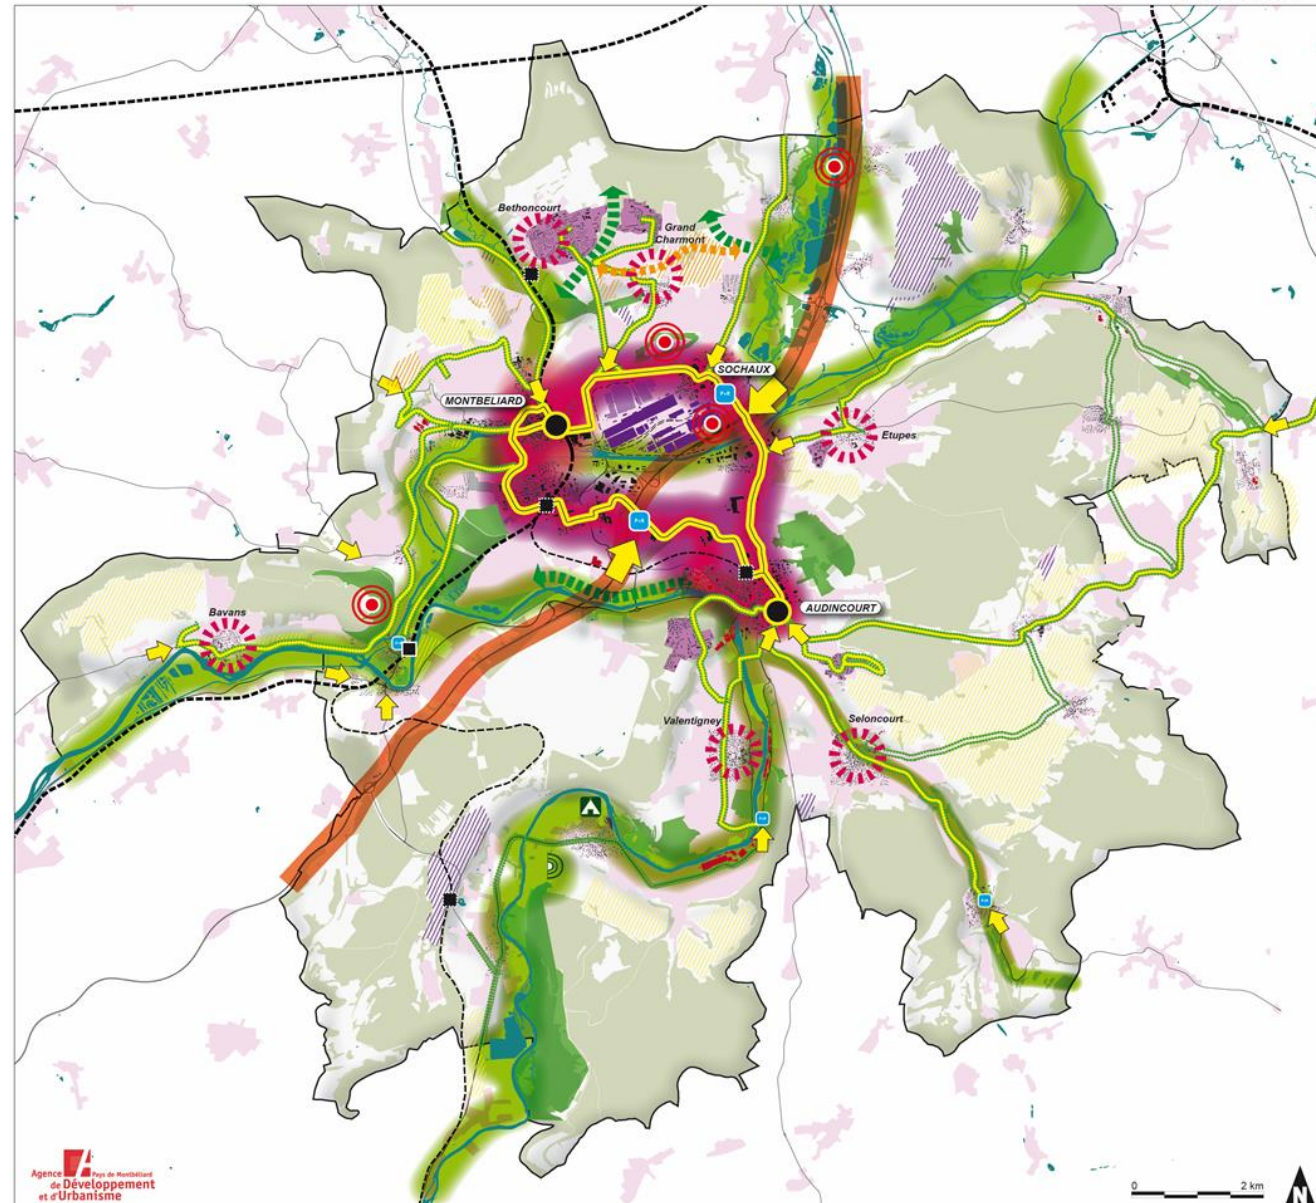 Bethoncourt
Grand
Charmont
SOCHAUX
MONTBELIARD
P+R
Etupes
P+R
AUDINCOURT
Bavans
Valentigney
Seloncourt
Agence Pays de Montbéliard
de Développement
et d'Urbanisme
0 2 km
N